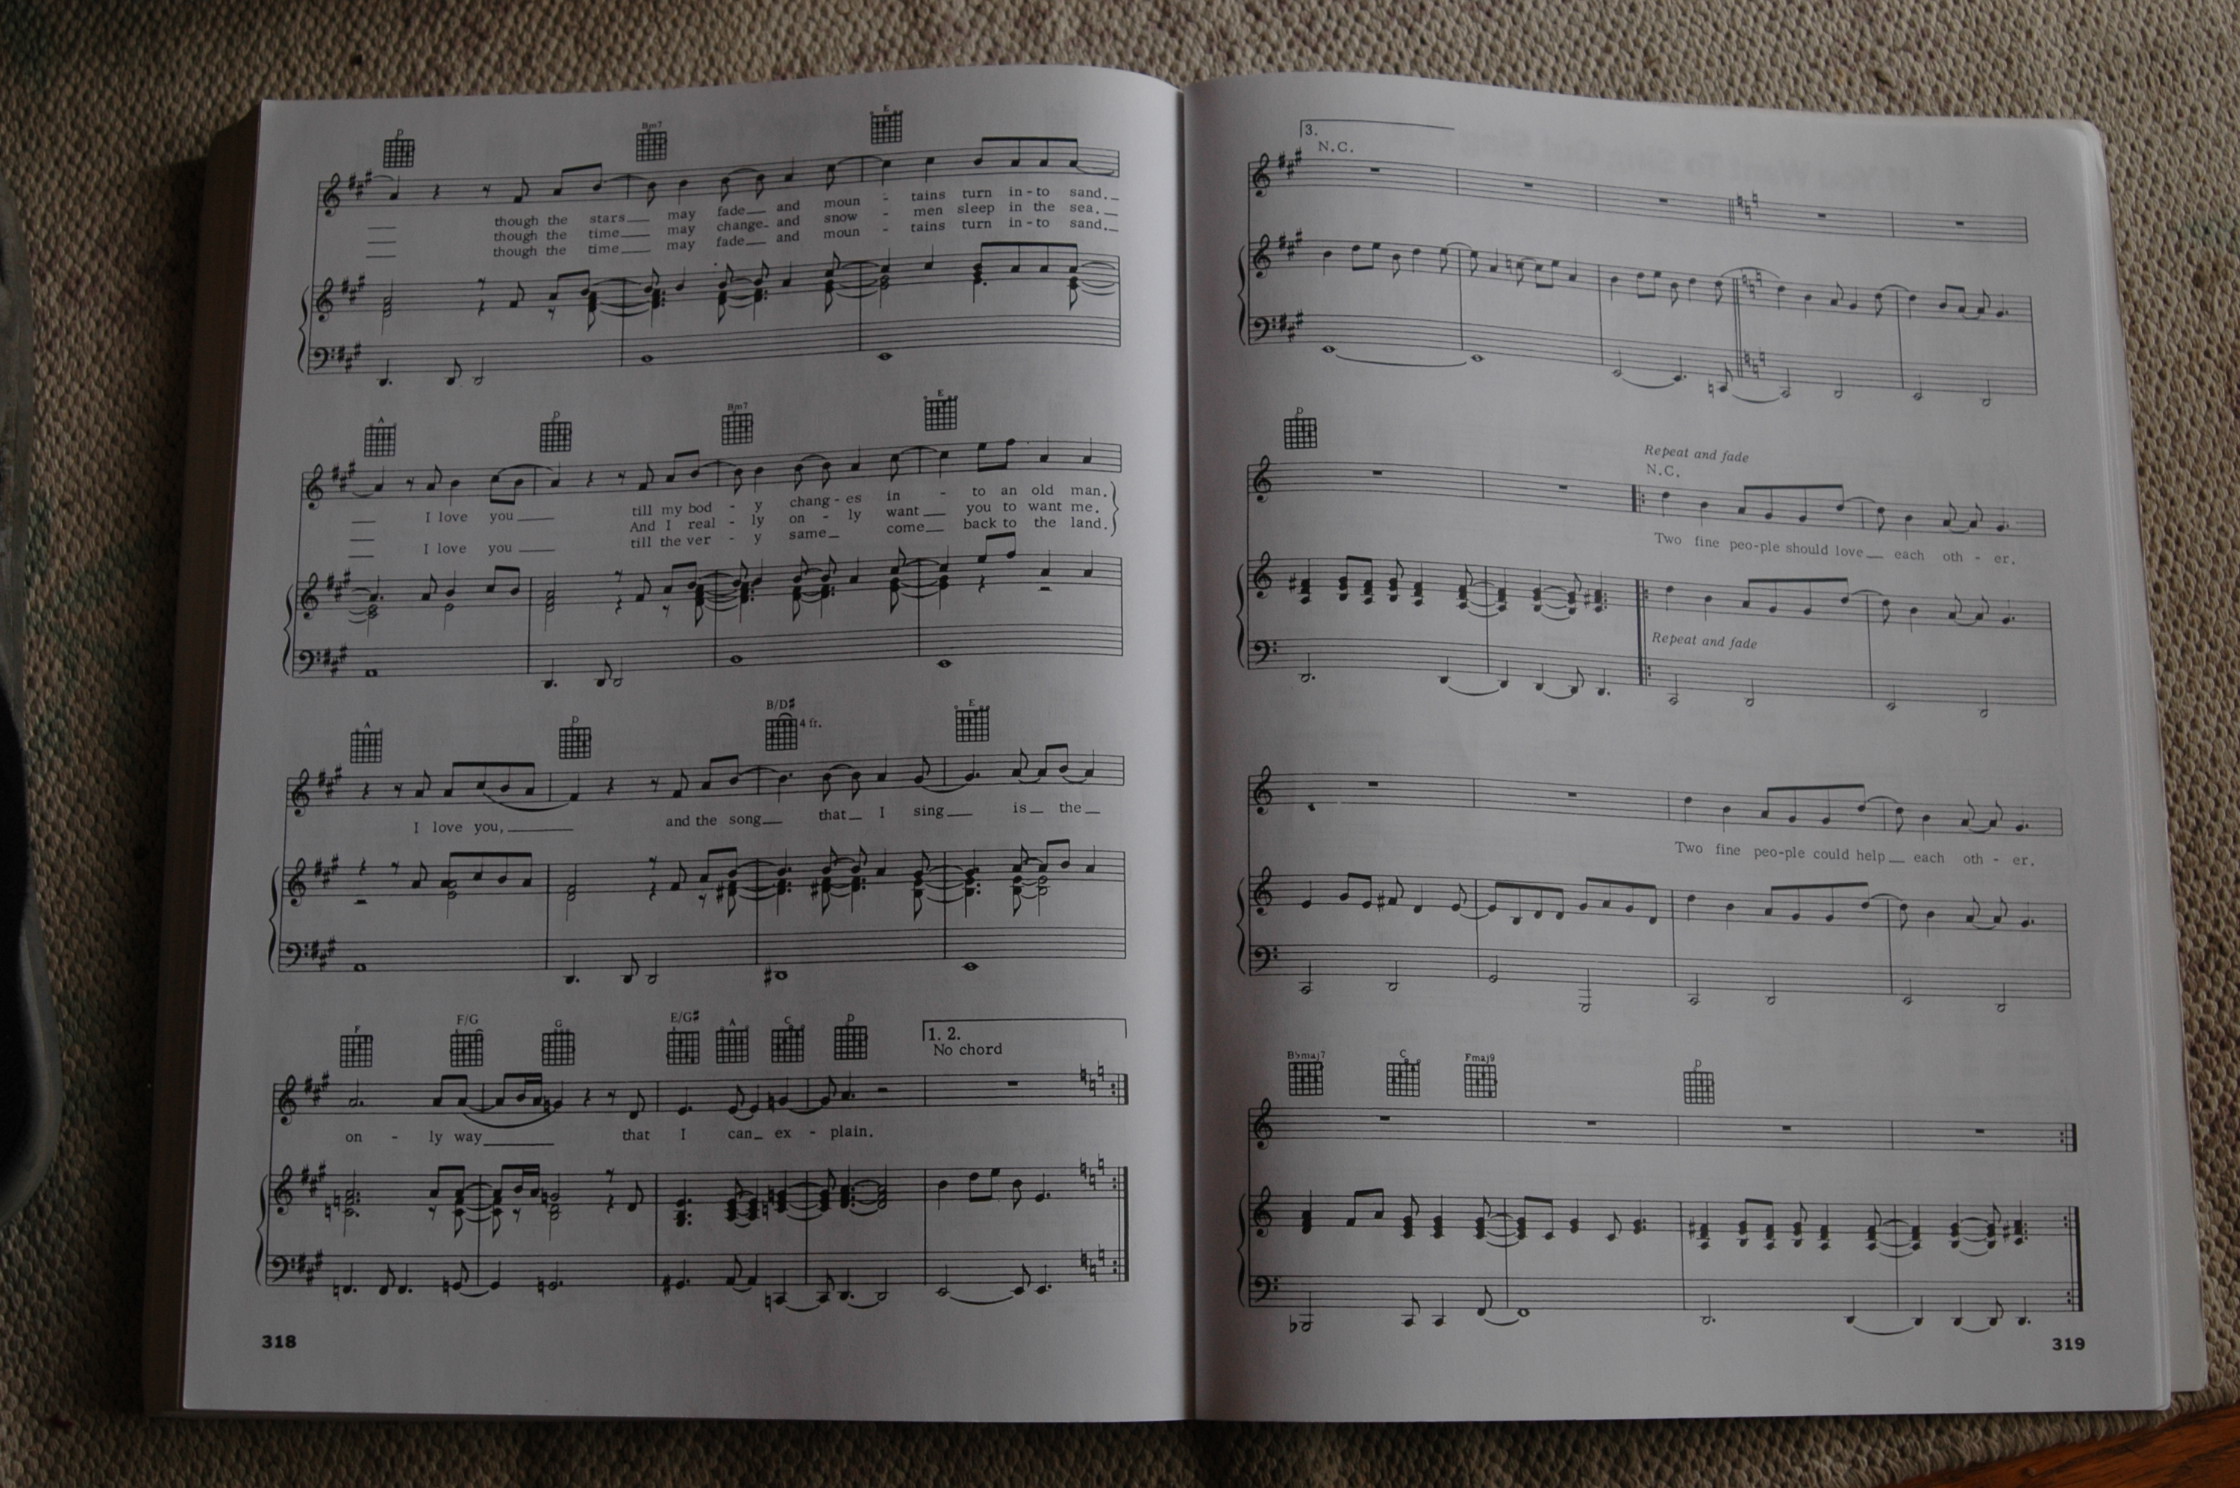 D Bm7 E
though the stars may fade and moun - tains turn in - to sand.
though the time may change and snow - men sleep in the sea.
though the time may fade and moun - tains turn in - to sand.
A D Bm7 E
I love you till my bod - y chang - es in - to an old man.
And I real - ly on - ly want you to want me.
I love you till the ver - y same come back to the land.
A D B/D# 4 fr. E
I love you, and the song that I sing is the
F F/G G E/G# A C D
1. 2.
No chord
on - ly way that I can ex - plain.
318
3.
N.C.
D
Repeat and fade
N.C.
Two fine peo-ple should love each oth - er.
Repeat and fade
Two fine peo-ple could help each oth - er.
B♭maj7 C Fmaj9 D
319